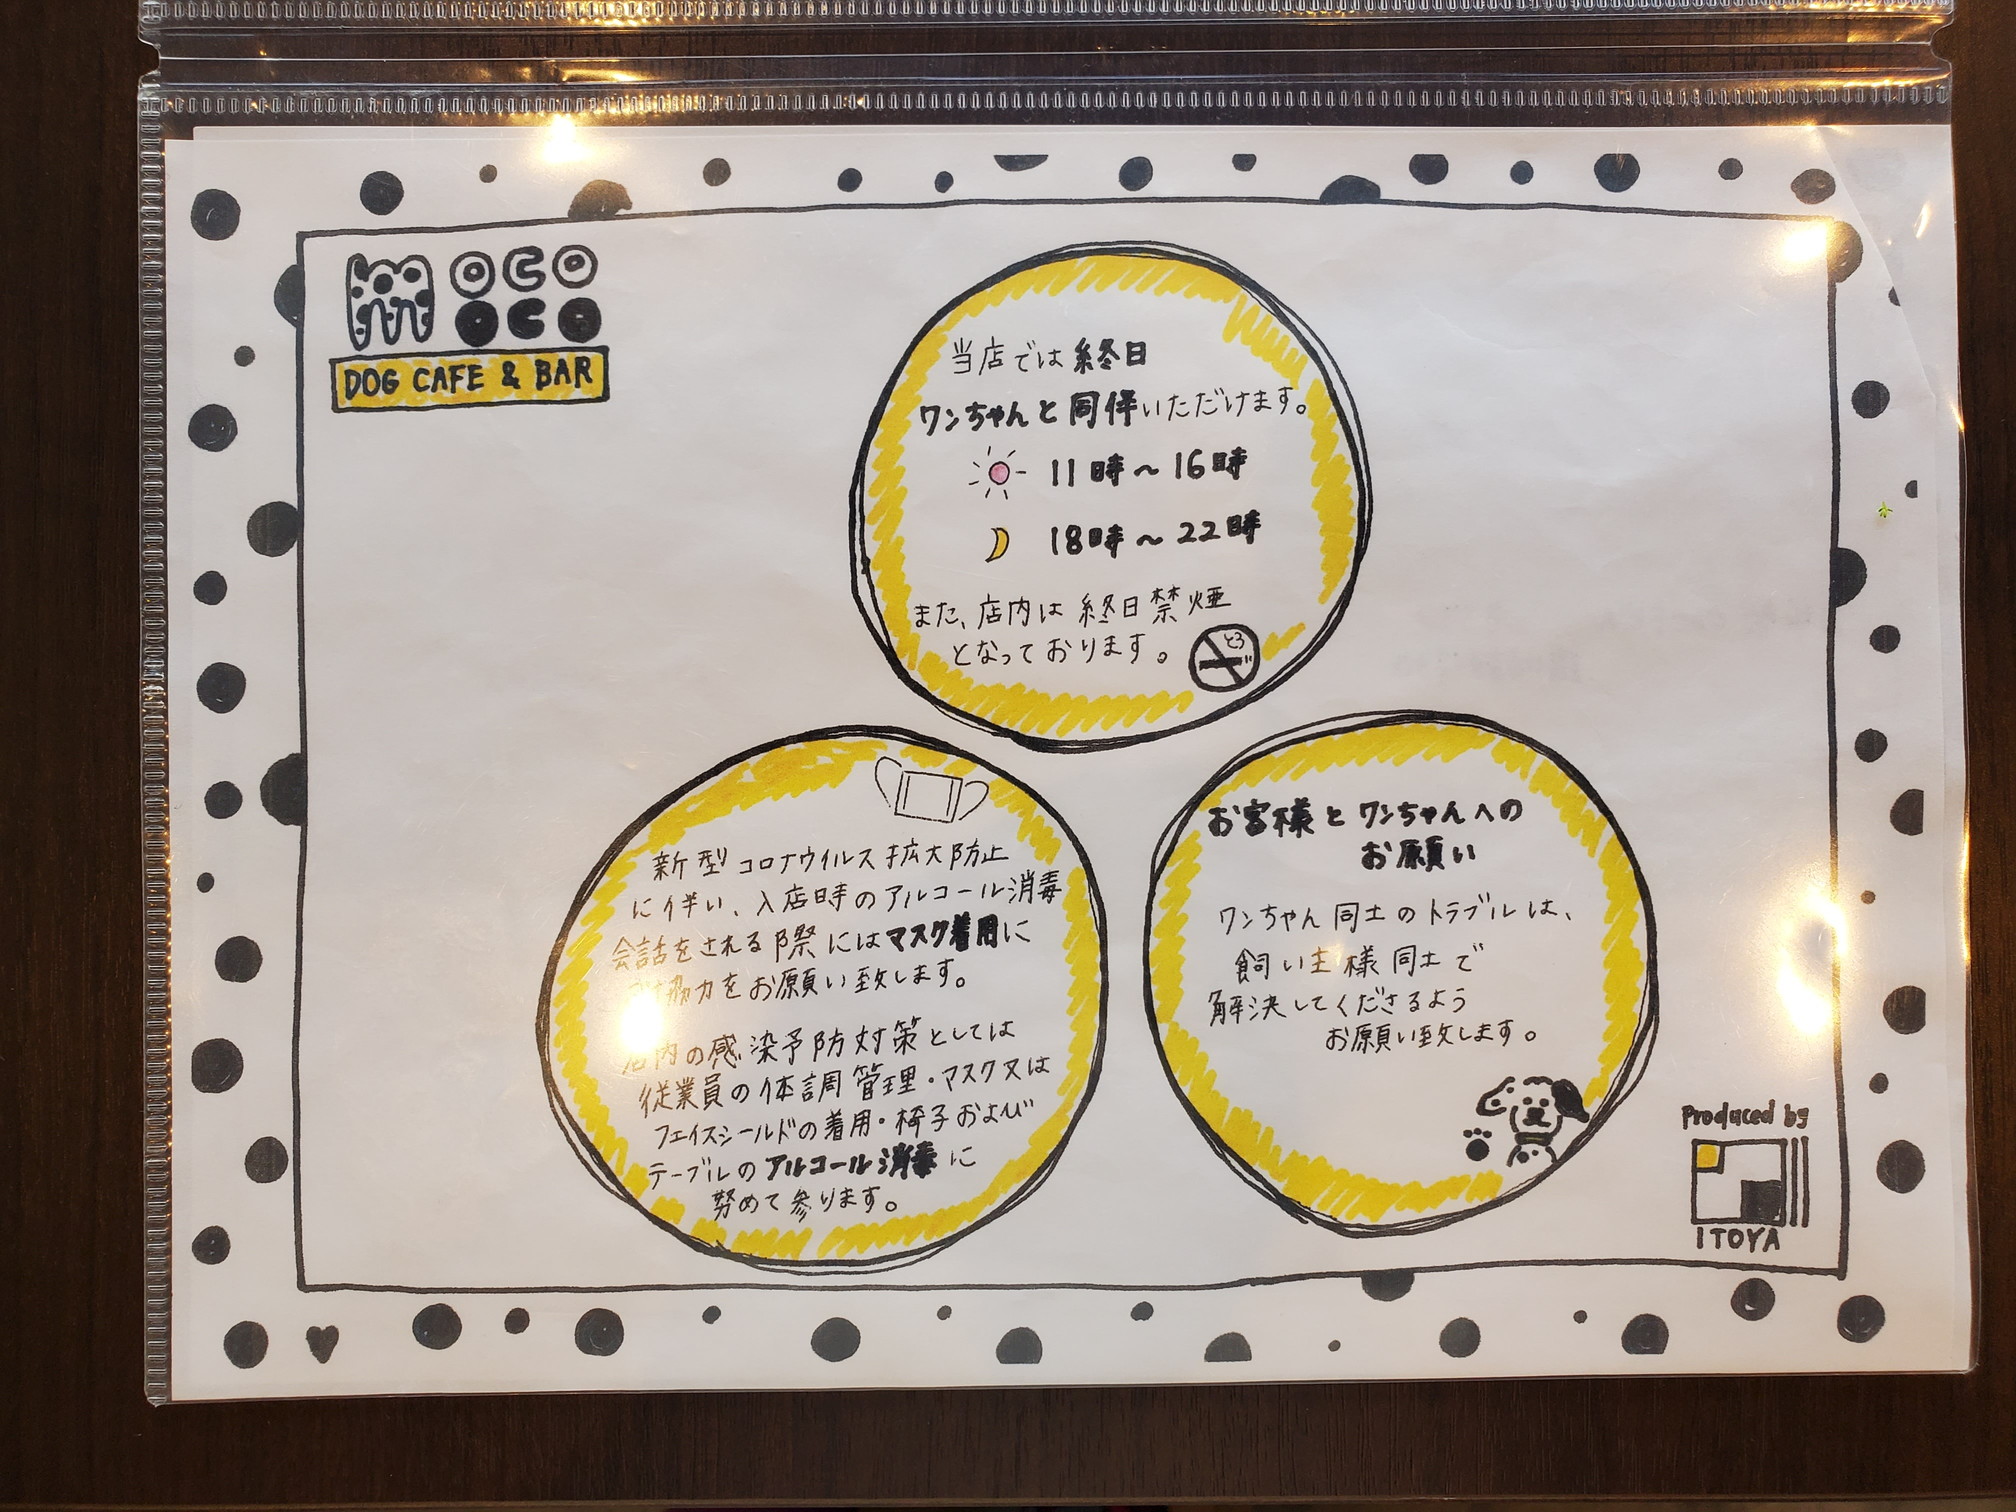 OCO
OCO
DOG CAFE & BAR
当店では終日
ワンちゃんと同伴いただけます。
11時～16時
18時～22時
また、店内は終日禁煙
となっております。
新型コロナウイルス拡大防止
に伴い、入店時のアルコール消毒
会話をされる際にはマスク着用に
協力をお願い致します。
店内の感染予防対策としては
従業員の体調管理・マスク又は
フェイスシールドの着用・椅子および
テーブルのアルコール消毒に
努めて参ります。
お客様とワンちゃんへの
お願い
ワンちゃん同士のトラブルは、
飼い主様同士で
解決してくださるよう
お願い致します。
Produced by
ITOYA